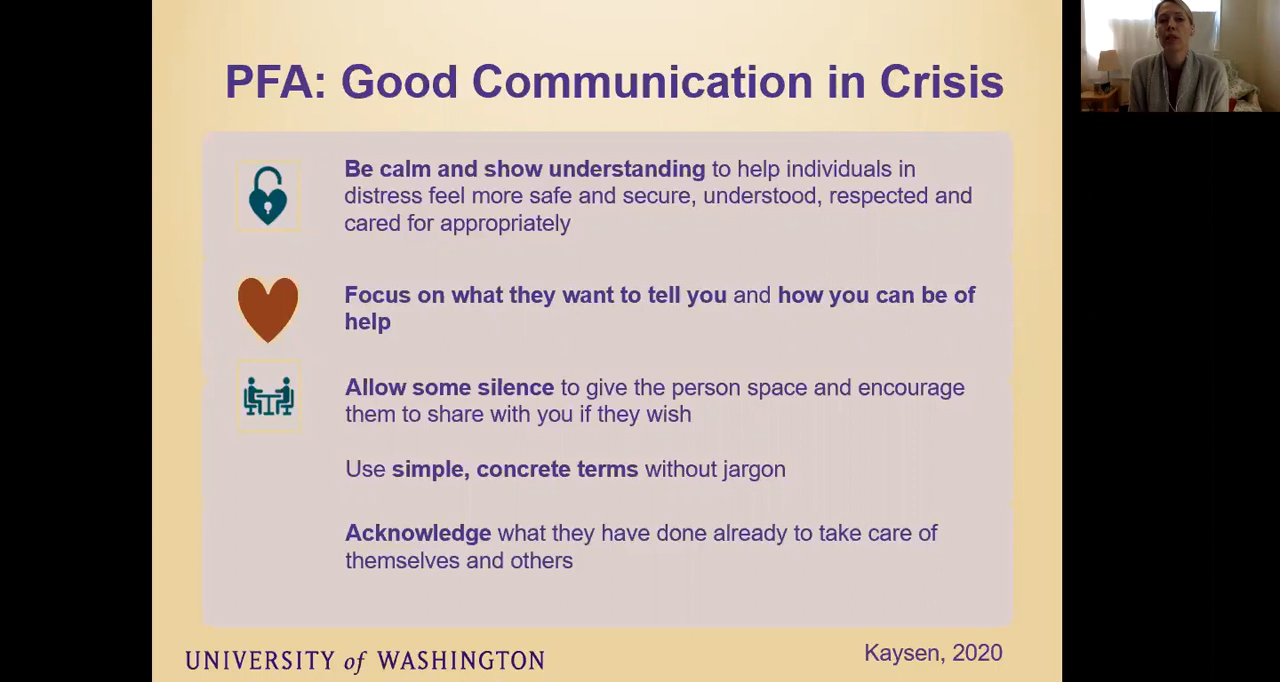 PFA: Good Communication in Crisis
Be calm and show understanding to help individuals in
distress feel more safe and secure, understood, respected and
cared for appropriately
Focus on what they want to tell you and how you can be of
help
Allow some silence to give the person space and encourage
them to share with you if they wish
Use simple, concrete terms without jargon
Acknowledge what they have done already to take care of
themselves and others
UNIVERSITY of WASHINGTON
Kaysen, 2020